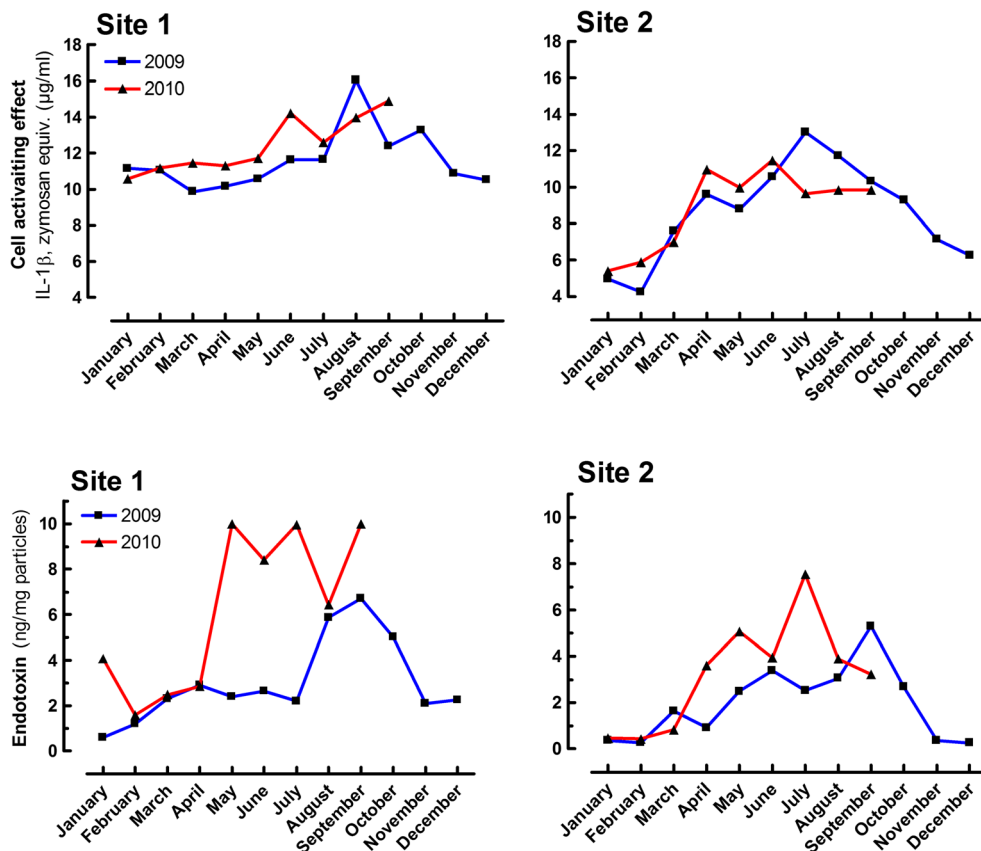 Site 1
2009
2010
Cell activaiting effect
IL-1β, zymosan equiv. (µg/ml)
18
16
14
12
10
8
6
4
January
February
March
April
May
June
July
August
September
October
November
December
Site 2
18
16
14
12
10
8
6
4
January
February
March
April
May
June
July
August
September
October
November
December
Site 1
2009
2010
Endotoxin (ng/mg particles)
10
8
6
4
2
0
January
February
March
April
May
June
July
August
September
October
November
December
Site 2
10
8
6
4
2
0
January
February
March
April
May
June
July
August
September
October
November
December